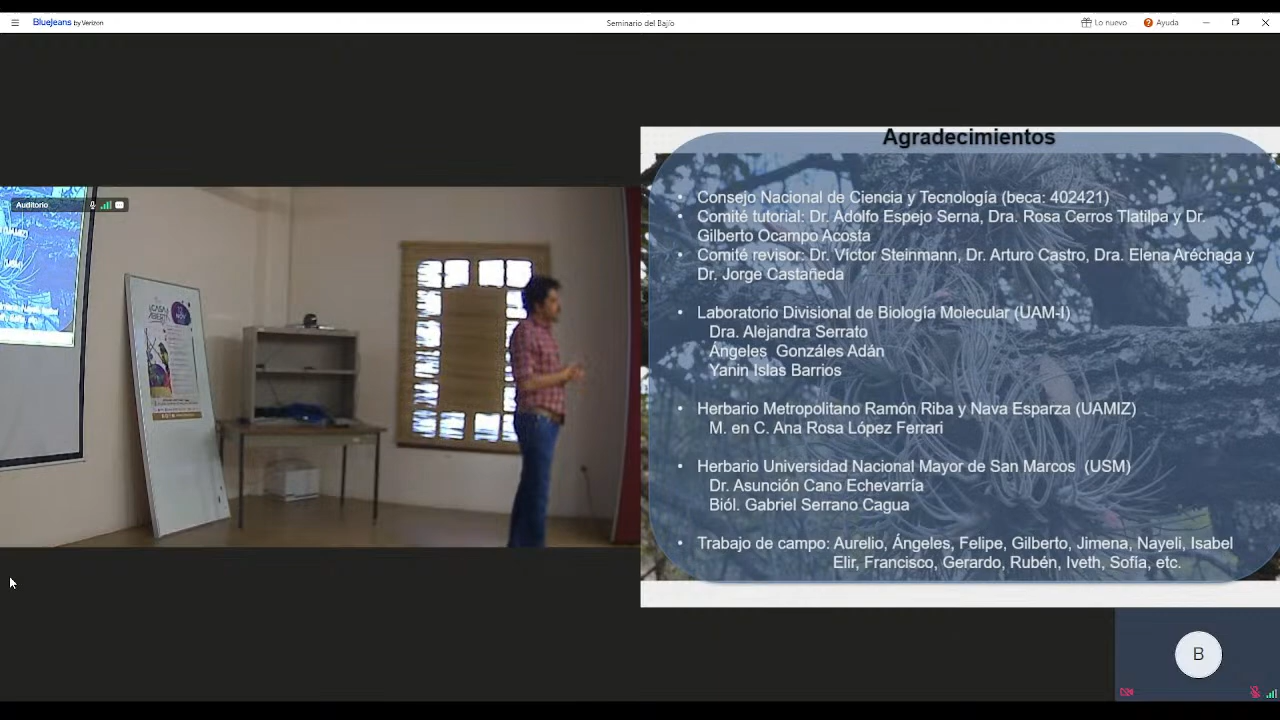 BlueJeans by Verizon
Seminario del Bajío
Lo nuevo
Ayuda
Auditorio
CASA
ABIERTA
Agradecimientos
• Consejo Nacional de Ciencia y Tecnología (beca: 402421)
• Comité tutorial: Dr. Adolfo Espejo Serna, Dra. Rosa Cerros Tlatilpa y Dr.
Gilberto Ocampo Acosta
• Comité revisor: Dr. Víctor Steinmann, Dr. Arturo Castro, Dra. Elena Aréchaga y
Dr. Jorge Castañeda
• Laboratorio Divisional de Biología Molecular (UAM-I)
Dra. Alejandra Serrato
Ángeles Gonzáles Adán
Yanin Islas Barrios
• Herbario Metropolitano Ramón Riba y Nava Esparza (UAMIZ)
M. en C. Ana Rosa López Ferrari
• Herbario Universidad Nacional Mayor de San Marcos (USM)
Dr. Asunción Cano Echevarría
Biól. Gabriel Serrano Cagua
• Trabajo de campo: Aurelio, Ángeles, Felipe, Gilberto, Jimena, Nayeli, Isabel
Elir, Francisco, Gerardo, Rubén, Iveth, Sofía, etc.
B